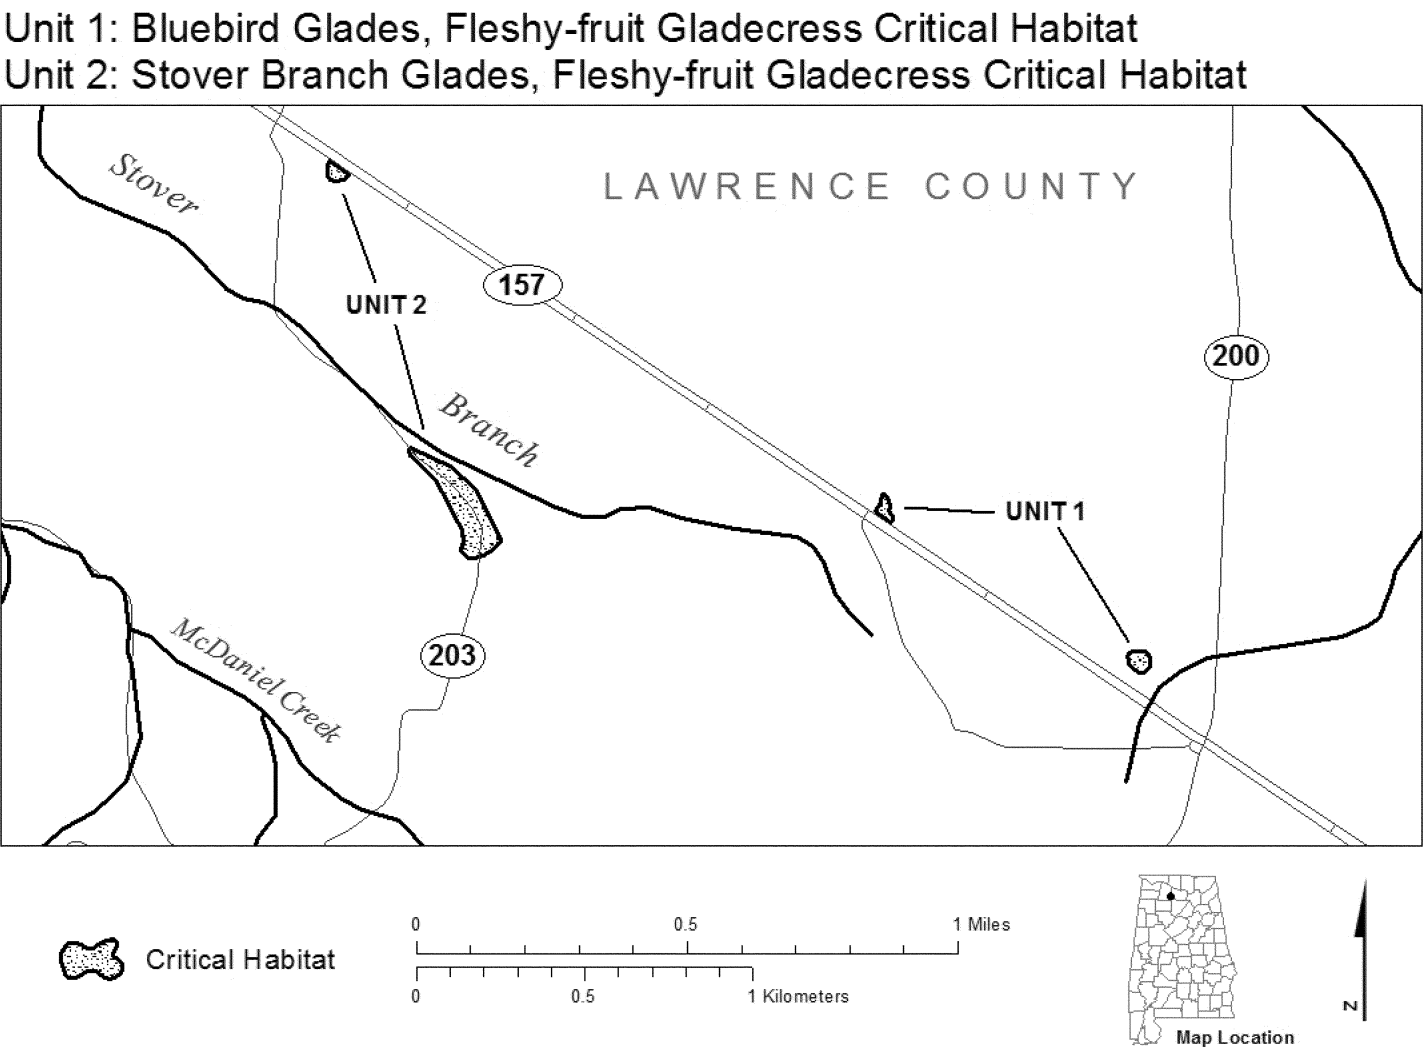 Unit 1: Bluebird Glades, Fleshy-fruit Gladecress Critical Habitat
Unit 2: Stover Branch Glades, Fleshy-fruit Gladecress Critical Habitat
Stover
LAWRENCE COUNTY
157
UNIT 2
200
Branch
UNIT 1
McDaniel Creek
203
0 0.5 1 Miles
Critical Habitat
0 0.5 1 Kilometers
N
Map Location